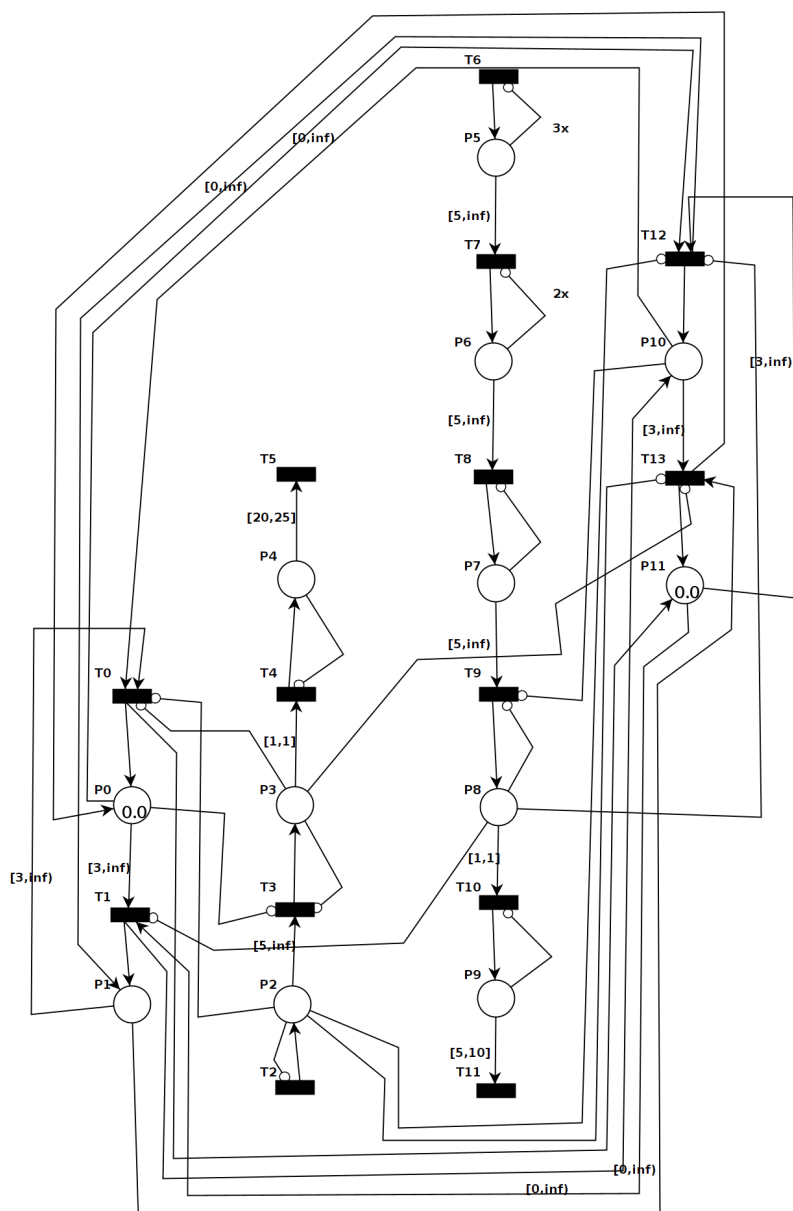 T6
3x
P5
[0,inf)
[0,inf)
[5,inf)
T12
T7
2x
P10
P6
[3,inf)
[5,inf)
[3,inf)
T5
T8
T13
[20,25]
P4
P7
P11
0.0
[5,inf)
T0
T4
T9
[1,1]
P0
P3
P8
0.0
[3,inf)
[1,1]
[3,inf)
T1
T3
T10
[5,inf)
P1
P2
P9
[5,10]
T2
T11
[0,inf)
[0,inf)